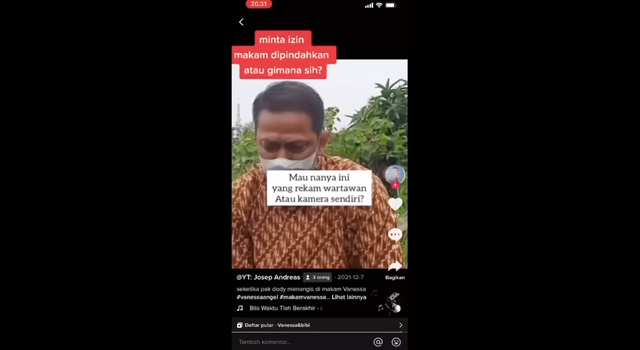 20.31
minta izin
makam dipindahkan
atau gimana sih?
Mau nanya ini
yang rekam wartawan
Atau kamera sendiri?
@YT: Josep Andreas 3 orang · 2021-12-7
Bagikan
seketika pak dody menangis di makam Vanessa
#vanessaangel #makamvanessa... Lihat lainnya
Bila Waktu Tlah Berakhir -
Daftar putar · Vanessa&bibi
Tambah komentar...